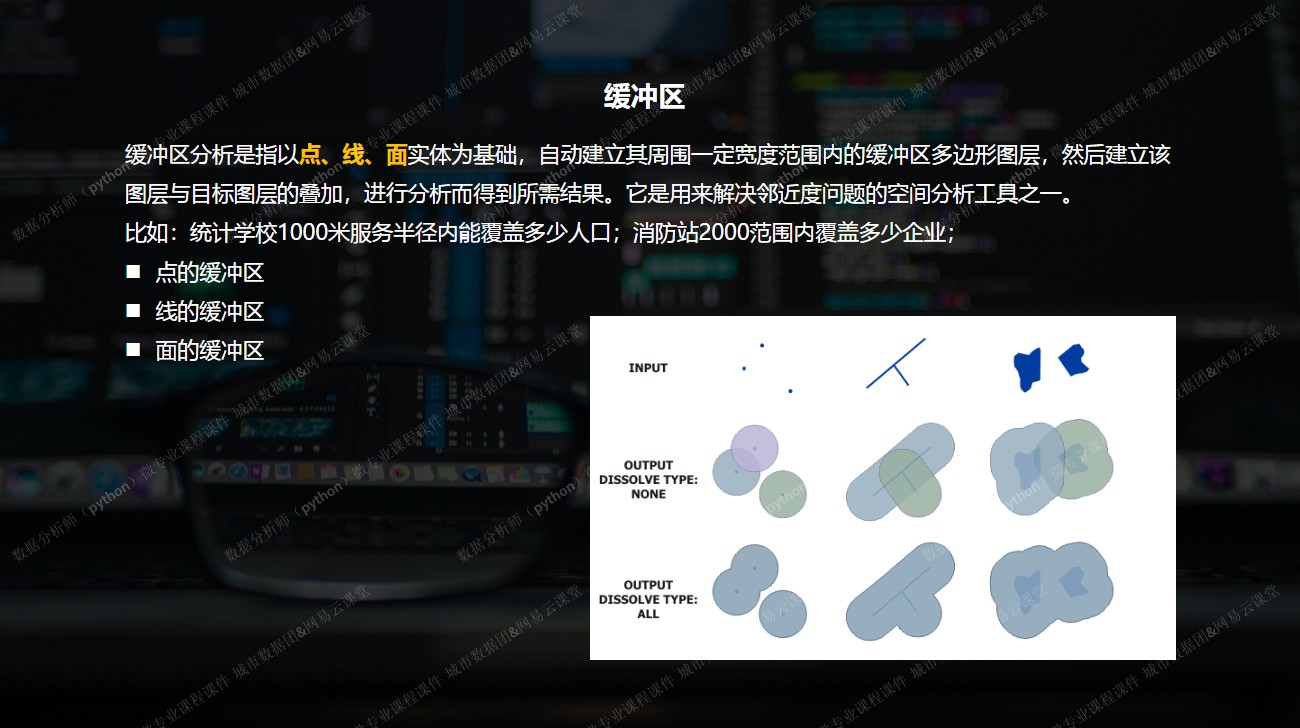 缓冲区
缓冲区分析是指以点、线、面实体为基础，自动建立其周围一定宽度范围内的缓冲区多边形图层，然后建立该
图层与目标图层的叠加，进行分析而得到所需结果。它是用来解决邻近度问题的空间分析工具之一。
比如：统计学校1000米服务半径内能覆盖多少人口；消防站2000范围内覆盖多少企业；
■ 点的缓冲区
■ 线的缓冲区
■ 面的缓冲区
INPUT
OUTPUT
DISSOLVE TYPE:
NONE
OUTPUT
DISSOLVE TYPE:
ALL
数据分析师（python）微专业课程课件 城市数据团&网易云课堂